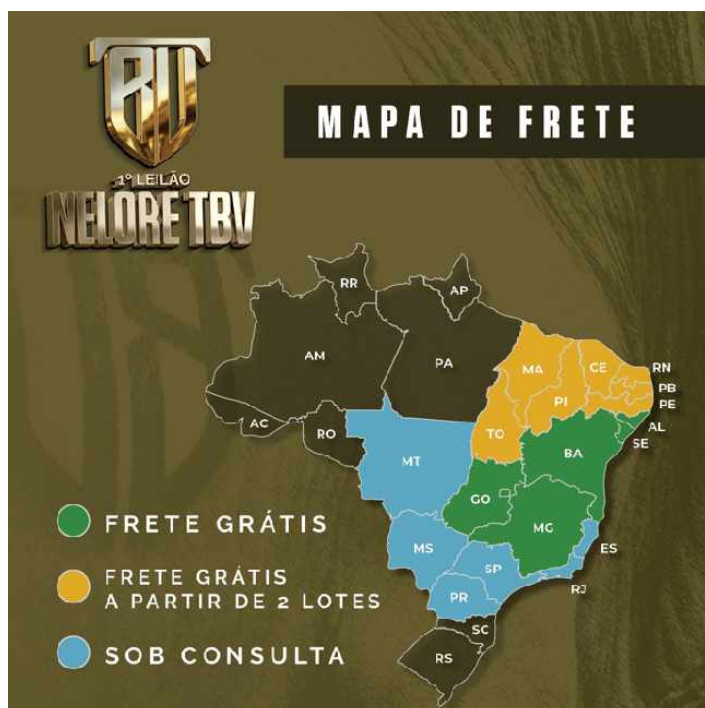 1º LEILÃO
NELORE TBV
MAPA DE FRETE
RR
AP
AM
PA
MA
CE
RN
PB
PE
PI
AL
SE
AC
RO
TO
BA
MT
GO
MG
ES
MS
SP
RJ
PR
SC
RS
FRETE GRÁTIS
FRETE GRÁTIS
A PARTIR DE 2 LOTES
SOB CONSULTA